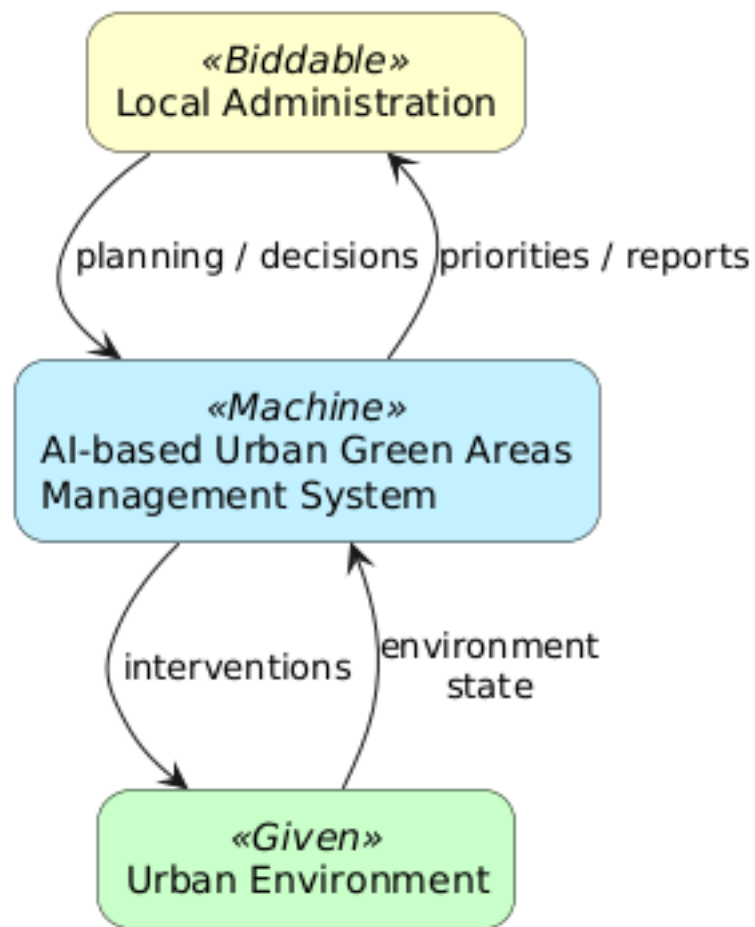 «Biddable»
Local Administration
planning / decisions
priorities / reports
«Machine»
AI-based Urban Green Areas
Management System
interventions
environment
state
«Given»
Urban Environment